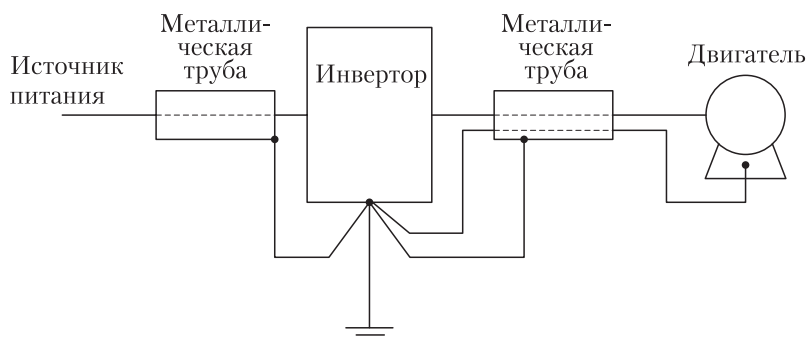 Источник
питания
Металли-
ческая
труба
Инвертор
Металли-
ческая
труба
Двигатель